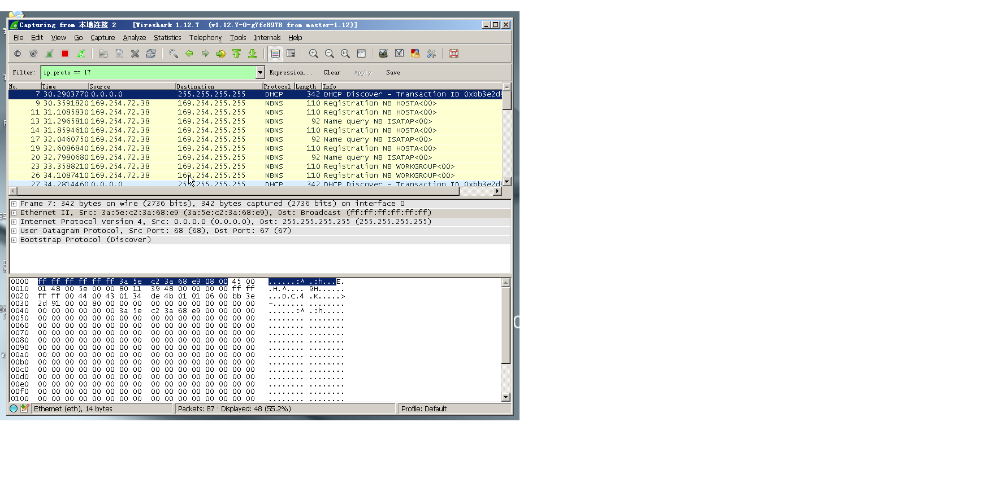 Capturing from 本地连接 2 [Wireshark 1.12.7 (v1.12.7-0-g7fc8978 from master-1.12)]
File Edit View Go Capture Analyze Statistics Telephony Tools Internals Help
Filter: ip.proto == 17 Expression... Clear Apply Save
No. Time Source Destination Protocol Length Info
7 30.2903770 0.0.0.0 255.255.255.255 DHCP 342 DHCP Discover - Transaction ID 0xbb3e2d9
9 30.3591820 169.254.72.38 169.254.255.255 NBNS 110 Registration NB HOSTA<00>
11 31.1085830 169.254.72.38 169.254.255.255 NBNS 110 Registration NB HOSTA<00>
13 31.2965810 169.254.72.38 169.254.255.255 NBNS 92 Name query NB ISATAP<00>
14 31.8594610 169.254.72.38 169.254.255.255 NBNS 110 Registration NB HOSTA<00>
17 32.0460750 169.254.72.38 169.254.255.255 NBNS 92 Name query NB ISATAP<00>
19 32.6086840 169.254.72.38 169.254.255.255 NBNS 110 Registration NB HOSTA<00>
20 32.7980680 169.254.72.38 169.254.255.255 NBNS 92 Name query NB ISATAP<00>
23 33.3588210 169.254.72.38 169.254.255.255 NBNS 110 Registration NB WORKGROUP<00>
26 34.1087410 169.254.72.38 169.254.255.255 NBNS 110 Registration NB WORKGROUP<00>
27 34.2814460 0.0.0.0 255.255.255.255 DHCP 342 DHCP Discover - Transaction ID 0xbb3e2d9
Frame 7: 342 bytes on wire (2736 bits), 342 bytes captured (2736 bits) on interface 0
Ethernet II, Src: 3a:5e:c2:3a:68:e9 (3a:5e:c2:3a:68:e9), Dst: Broadcast (ff:ff:ff:ff:ff:ff)
Internet Protocol Version 4, Src: 0.0.0.0 (0.0.0.0), Dst: 255.255.255.255 (255.255.255.255)
User Datagram Protocol, Src Port: 68 (68), Dst Port: 67 (67)
Bootstrap Protocol (Discover)
0000 ff ff ff ff ff ff 3a 5e c2 3a 68 e9 08 00 45 00 ......:^ .:h...E.
0010 01 48 00 5e 00 00 80 11 39 48 00 00 00 00 ff ff .H.^.... 9H......
0020 ff ff 00 44 00 43 01 34 de 4b 01 01 06 00 bb 3e ...D.C.4 .K.....>
0030 2d 91 00 00 80 00 00 00 00 00 00 00 00 00 00 00 -....... ........
0040 00 00 00 00 00 00 3a 5e c2 3a 68 e9 00 00 00 00 ......:^ .:h.....
0050 00 00 00 00 00 00 00 00 00 00 00 00 00 00 00 00 ........ ........
0060 00 00 00 00 00 00 00 00 00 00 00 00 00 00 00 00 ........ ........
0070 00 00 00 00 00 00 00 00 00 00 00 00 00 00 00 00 ........ ........
0080 00 00 00 00 00 00 00 00 00 00 00 00 00 00 00 00 ........ ........
0090 00 00 00 00 00 00 00 00 00 00 00 00 00 00 00 00 ........ ........
00a0 00 00 00 00 00 00 00 00 00 00 00 00 00 00 00 00 ........ ........
00b0 00 00 00 00 00 00 00 00 00 00 00 00 00 00 00 00 ........ ........
00c0 00 00 00 00 00 00 00 00 00 00 00 00 00 00 00 00 ........ ........
00d0 00 00 00 00 00 00 00 00 00 00 00 00 00 00 00 00 ........ ........
00e0 00 00 00 00 00 00 00 00 00 00 00 00 00 00 00 00 ........ ........
00f0 00 00 00 00 00 00 00 00 00 00 00 00 00 00 00 00 ........ ........
0100 00 00 00 00 00 00 00 00 00 00 00 00 00 00 00 00 ........ ........
Ethernet (eth), 14 bytes Packets: 87 · Displayed: 48 (55.2%) Profile: Default